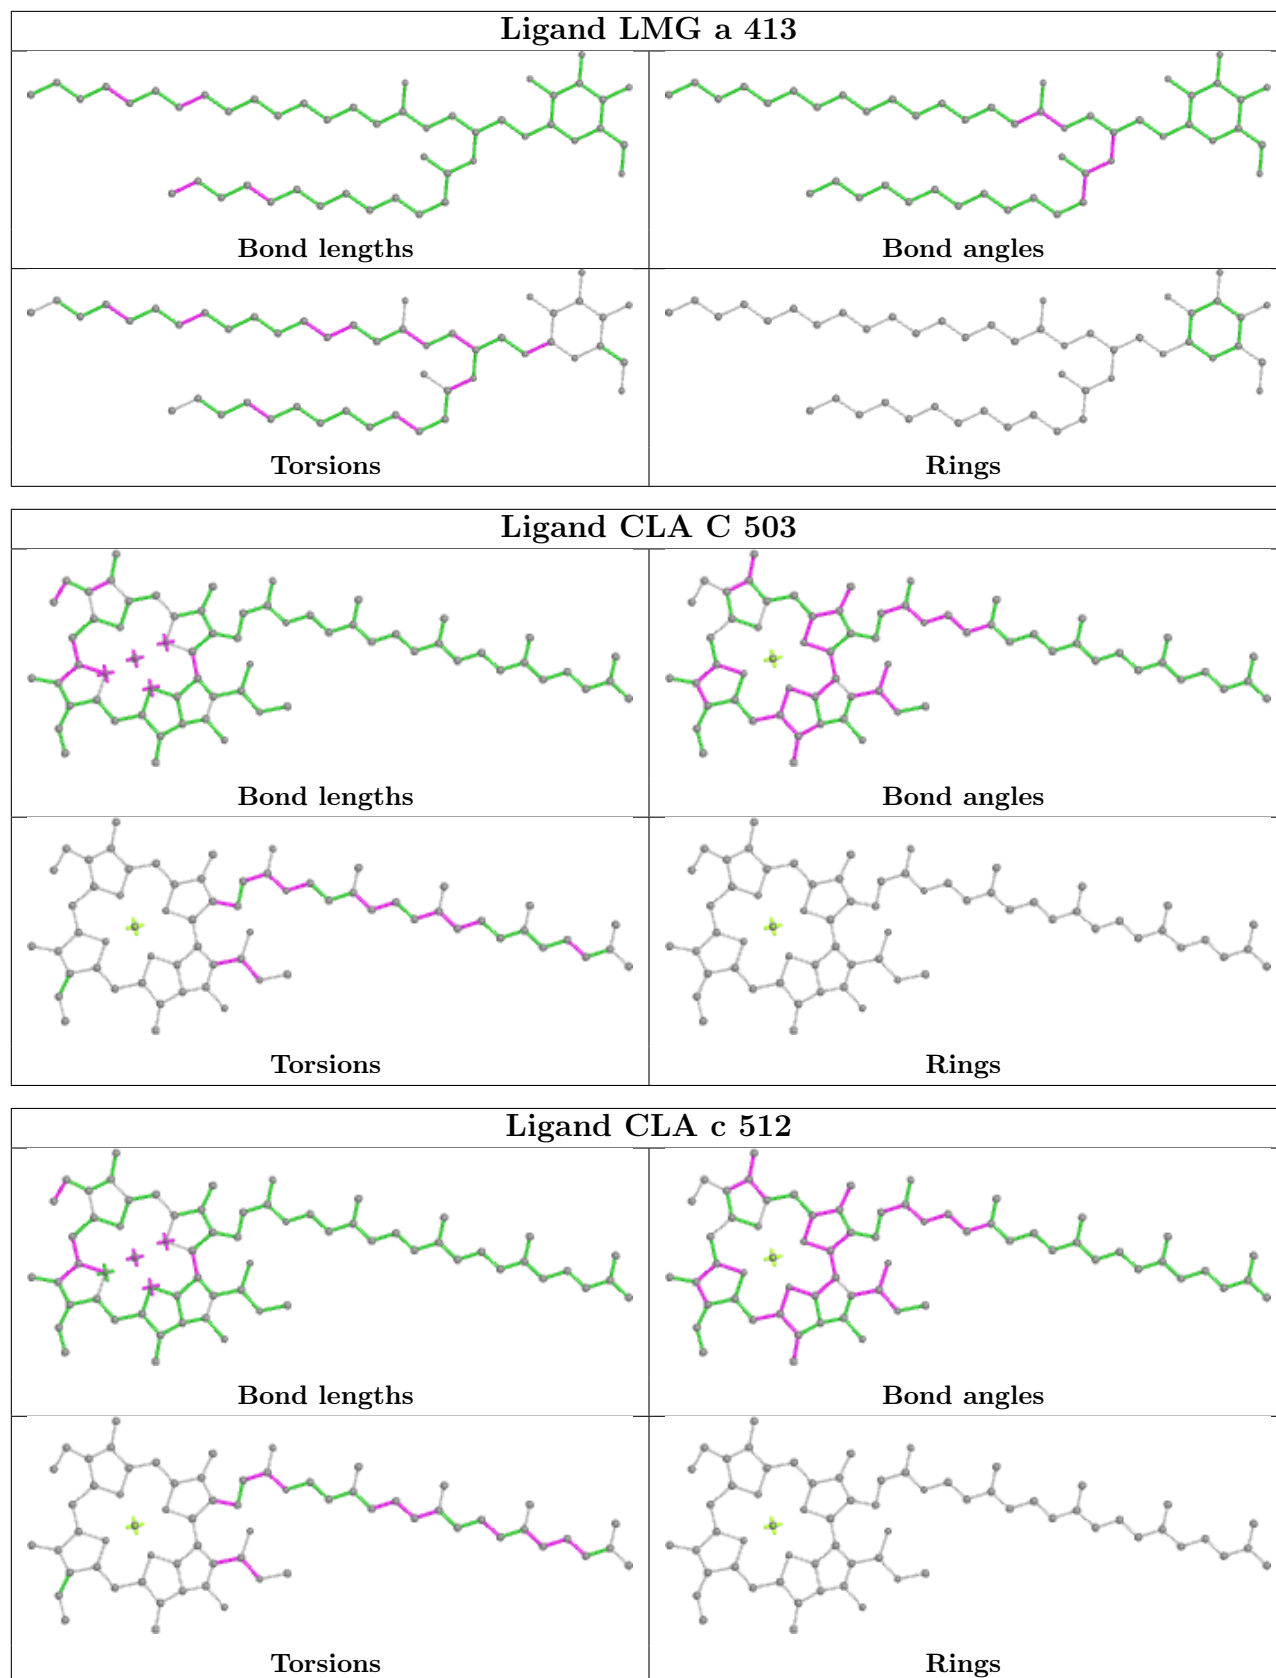 Ligand LMG a 413
Bond lengths
Bond angles
Torsions
Rings
Ligand CLA C 503
Bond lengths
Bond angles
Torsions
Rings
Ligand CLA c 512
Bond lengths
Bond angles
Torsions
Rings